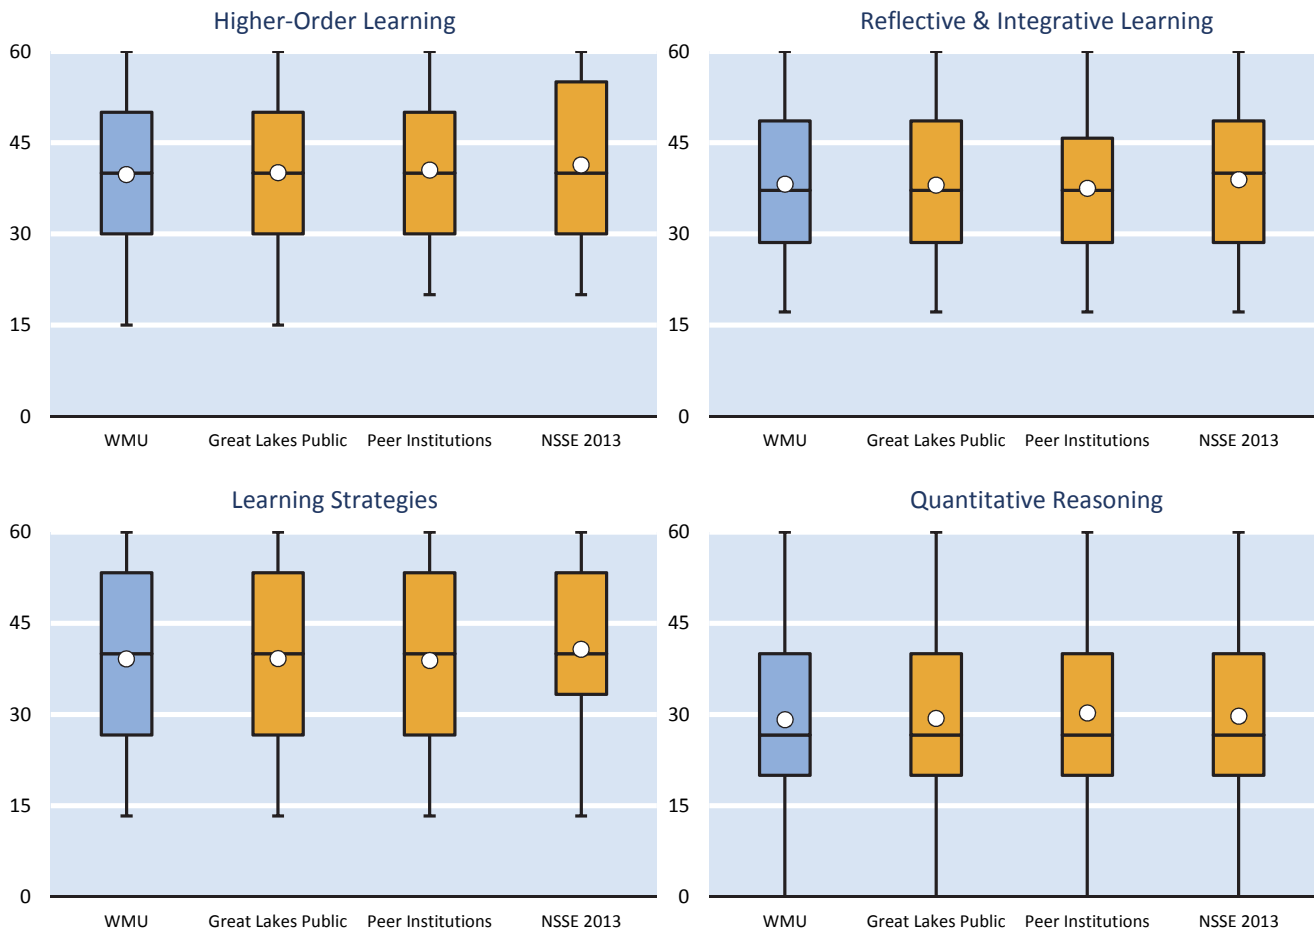 Higher-Order Learning
60
45
30
15
0
WMU Great Lakes Public Peer Institutions NSSE 2013
Reflective & Integrative Learning
60
45
30
15
0
WMU Great Lakes Public Peer Institutions NSSE 2013
Learning Strategies
60
45
30
15
0
WMU Great Lakes Public Peer Institutions NSSE 2013
Quantitative Reasoning
60
45
30
15
0
WMU Great Lakes Public Peer Institutions NSSE 2013